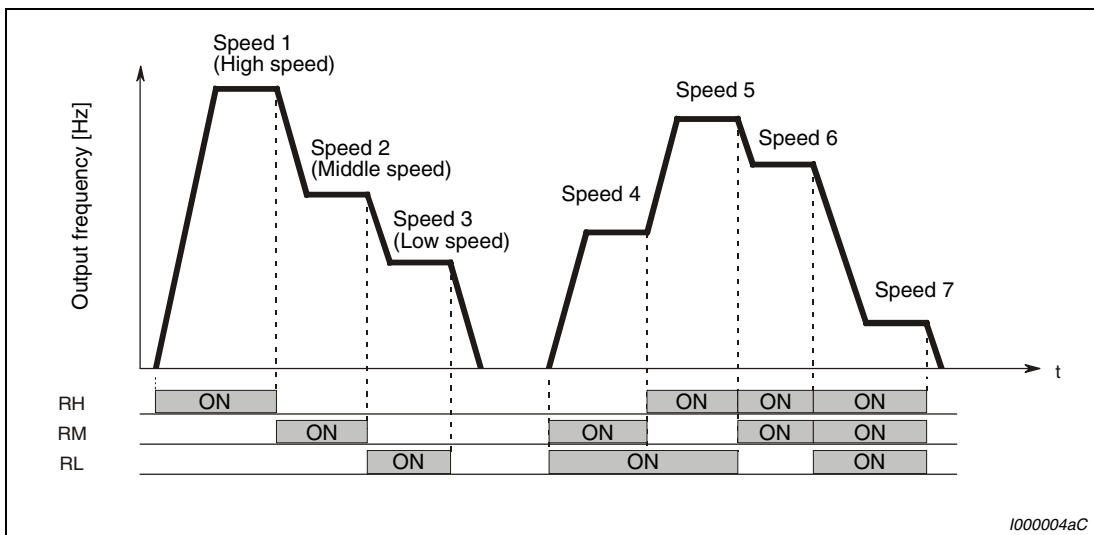 Speed 1
(High speed)
Output frequency [Hz]
Speed 2
(Middle speed)
Speed 3
(Low speed)
Speed 4
Speed 5
Speed 6
Speed 7
t
RH ON ON ON ON
RM ON ON ON ON
RL ON ON ON
I000004aC